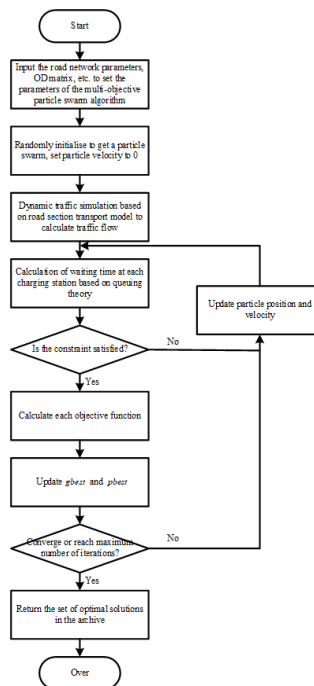 Start
Input the road network parameters,
OD matrix, etc. to set the
parameters of the multi-objective
particle swarm algorithm
Randomly initialise to get a particle
swarm, set particle velocity to 0
Dynamic traffic simulation based on
road section transport model to
calculate traffic flow
Calculation of waiting time at each
charging station based on queuing
theory
Update particle position and
velocity
Is the constraint satisfied?
No
Yes
Calculate each objective function
Update gbest and pbest
Converge or reach maximum
number of iterations?
No
Yes
Return the set of optimal solutions
in the archive
Over